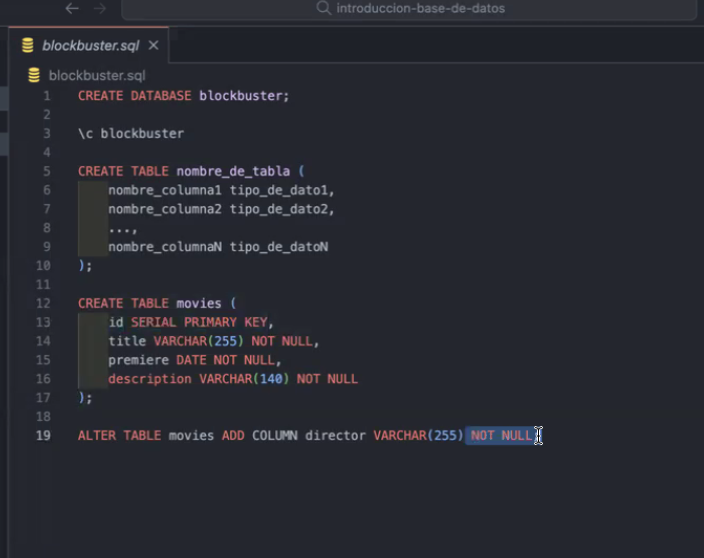 introduccion-base-de-datos
blockbuster.sql
blockbuster.sql
1 CREATE DATABASE blockbuster;
2
3 \c blockbuster
4
5 CREATE TABLE nombre_de_tabla (
6 nombre_columna1 tipo_de_dato1,
7 nombre_columna2 tipo_de_dato2,
8 ...,
9 nombre_columnaN tipo_de_datoN
10 );
11
12 CREATE TABLE movies (
13 id SERIAL PRIMARY KEY,
14 title VARCHAR(255) NOT NULL,
15 premiere DATE NOT NULL,
16 description VARCHAR(140) NOT NULL
17 );
18
19 ALTER TABLE movies ADD COLUMN director VARCHAR(255) NOT NULL;